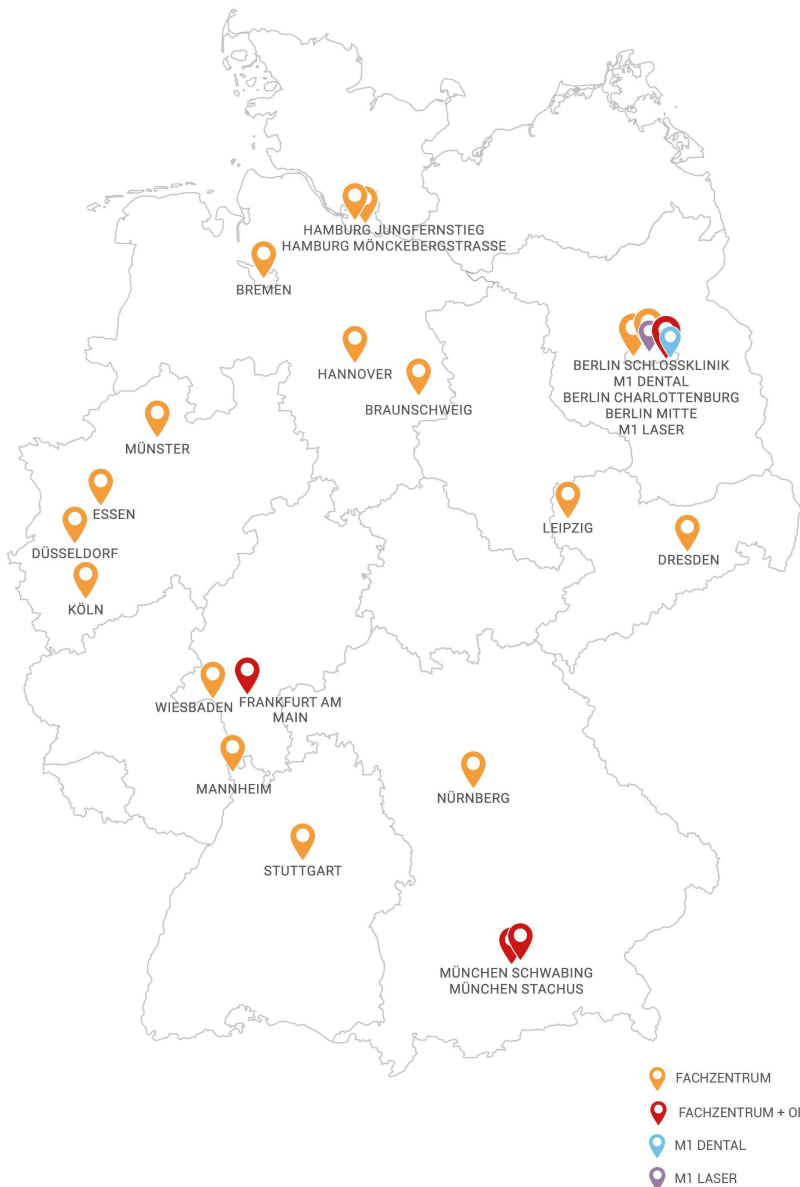 HAMBURG JUNGFERNSTIEG
HAMBURG MÖNCKEBERGSTRASSE
BREMEN
HANNOVER
BRAUNSCHWEIG
BERLIN SCHLOSSKLINIK
M1 DENTAL
BERLIN CHARLOTTENBURG
BERLIN MITTE
M1 LASER
MÜNSTER
ESSEN
DÜSSELDORF
KÖLN
LEIPZIG
DRESDEN
WIESBADEN
FRANKFURT AM
MAIN
MANNHEIM
NÜRNBERG
STUTTGART
MÜNCHEN SCHWABING
MÜNCHEN STACHUS
FACHZENTRUM
FACHZENTRUM +
M1 DENTAL
M1 LASER